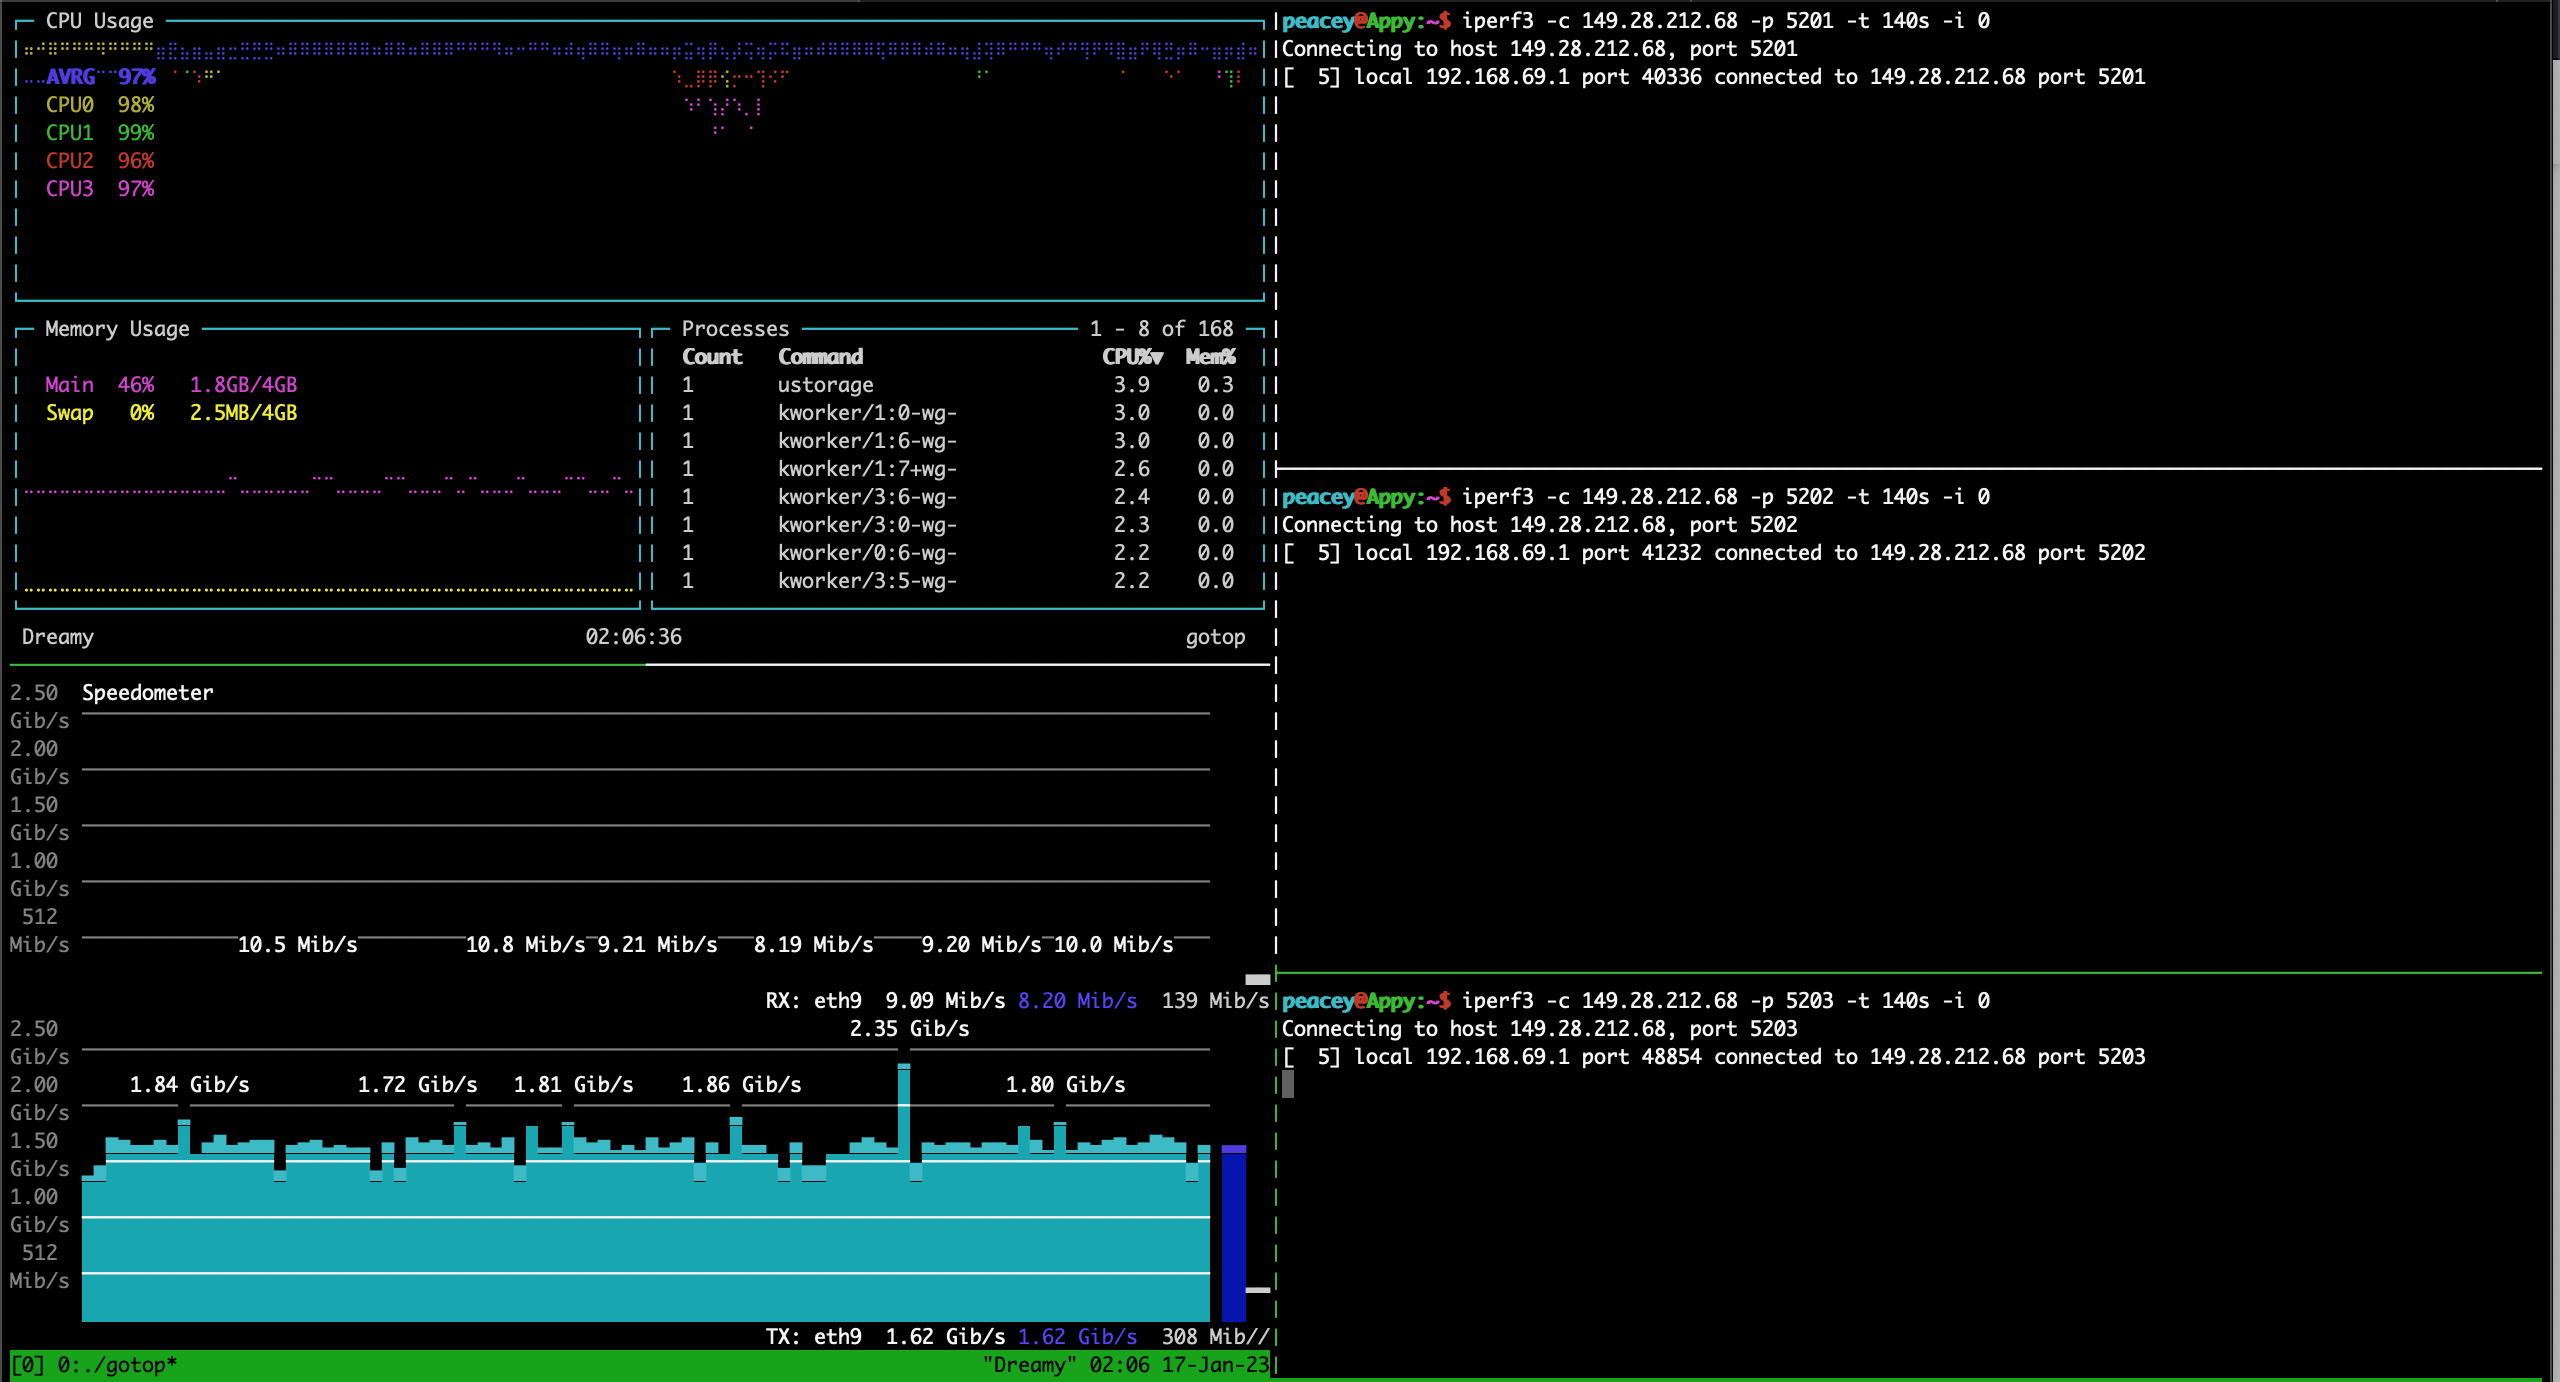 CPU Usage
AVRG 97%
CPU0 98%
CPU1 99%
CPU2 96%
CPU3 97%
Memory Usage
Main 46% 1.8GB/4GB
Swap 0% 2.5MB/4GB
Processes 1 - 8 of 168
Count Command CPU%▼ Mem%
1 ustorage 3.9 0.3
1 kworker/1:0-wg- 3.0 0.0
1 kworker/1:6-wg- 3.0 0.0
1 kworker/1:7+wg- 2.6 0.0
1 kworker/3:6-wg- 2.4 0.0
1 kworker/3:0-wg- 2.3 0.0
1 kworker/0:6-wg- 2.2 0.0
1 kworker/3:5-wg- 2.2 0.0
Dreamy 02:06:36 gotop
2.50 Speedometer
Gib/s
2.00
Gib/s
1.50
Gib/s
1.00
Gib/s
512
Mib/s 10.5 Mib/s 10.8 Mib/s 9.21 Mib/s 8.19 Mib/s 9.20 Mib/s 10.0 Mib/s
RX: eth9 9.09 Mib/s 8.20 Mib/s 139 Mib/s
2.50 2.35 Gib/s
Gib/s
2.00 1.84 Gib/s 1.72 Gib/s 1.81 Gib/s 1.86 Gib/s 1.80 Gib/s
Gib/s
1.50
Gib/s
1.00
Gib/s
512
Mib/s
TX: eth9 1.62 Gib/s 1.62 Gib/s 308 Mib//
[0] 0:./gotop* "Dreamy" 02:06 17-Jan-23
peacey@Appy:~$ iperf3 -c 149.28.212.68 -p 5201 -t 140s -i 0
Connecting to host 149.28.212.68, port 5201
[ 5] local 192.168.69.1 port 40336 connected to 149.28.212.68 port 5201
peacey@Appy:~$ iperf3 -c 149.28.212.68 -p 5202 -t 140s -i 0
Connecting to host 149.28.212.68, port 5202
[ 5] local 192.168.69.1 port 41232 connected to 149.28.212.68 port 5202
peacey@Appy:~$ iperf3 -c 149.28.212.68 -p 5203 -t 140s -i 0
Connecting to host 149.28.212.68, port 5203
[ 5] local 192.168.69.1 port 48854 connected to 149.28.212.68 port 5203